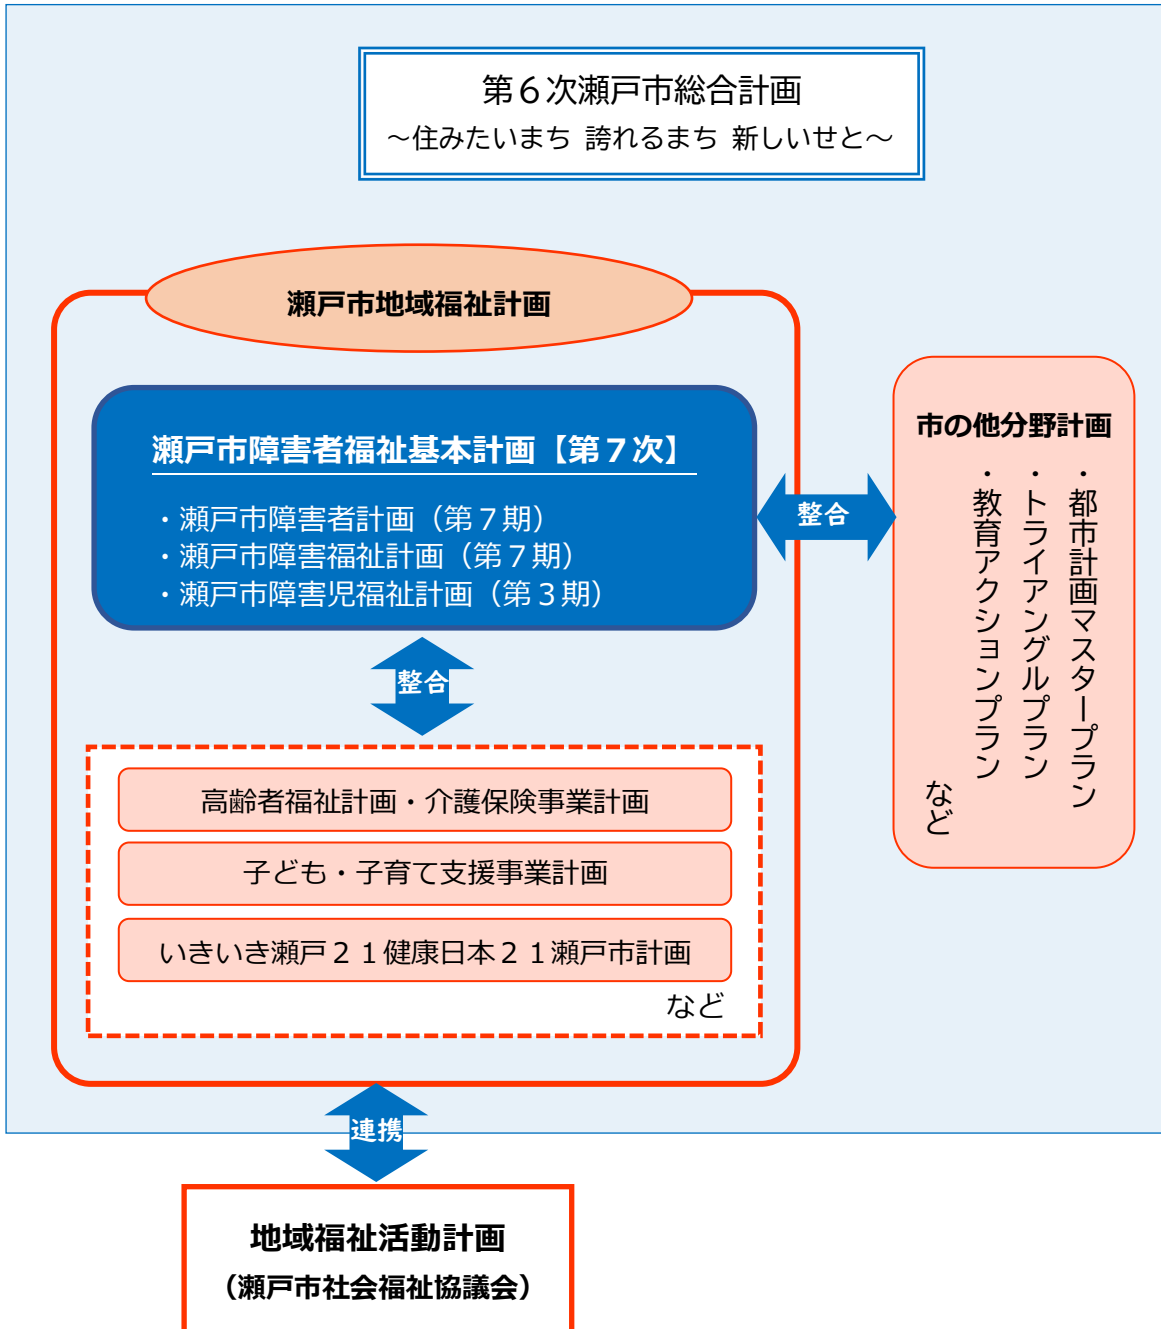 第６次瀬戸市総合計画
～住みたいまち 誇れるまち 新しいせと～
瀬戸市地域福祉計画
瀬戸市障害者福祉基本計画【第７次】
・瀬戸市障害者計画（第７期）
・瀬戸市障害福祉計画（第７期）
・瀬戸市障害児福祉計画（第３期）
整合
市の他分野計画
・都市計画マスタープラン
・トライアングルプラン
・教育アクションプラン
など
整合
高齢者福祉計画・介護保険事業計画
子ども・子育て支援事業計画
いきいき瀬戸２１健康日本２１瀬戸市計画
など
連携
地域福祉活動計画
（瀬戸市社会福祉協議会）